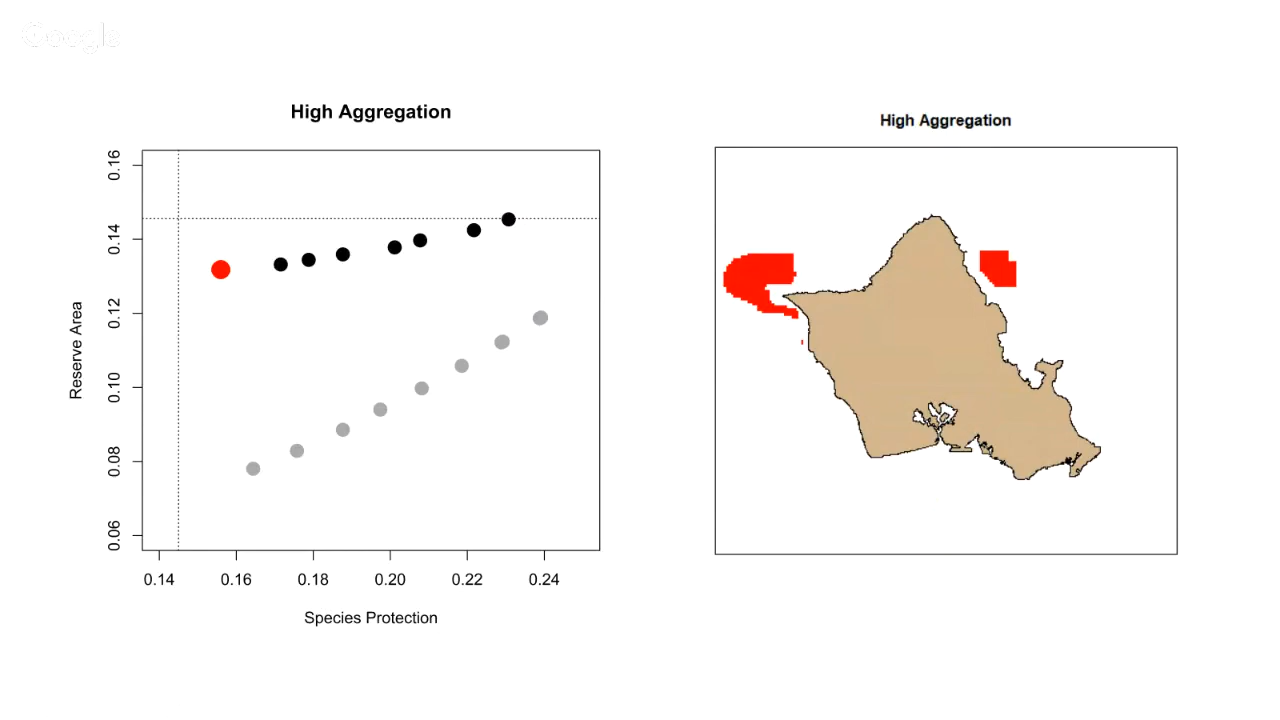 Google
High Aggregation
0.16
0.14
0.12
0.10
0.08
0.06
Reserve Area
0.14 0.16 0.18 0.20 0.22 0.24
Species Protection
High Aggregation